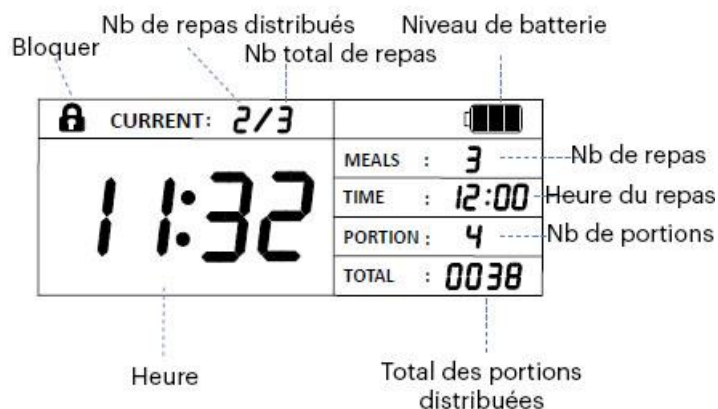 Nb de repas distribués
Niveau de batterie
Bloquer
Nb total de repas
CURRENT: 2/3
MEALS : 3
Nb de repas
11:32
TIME : 12:00
Heure du repas
PORTION : 4
Nb de portions
TOTAL : 0038
Heure
Total des portions
distribuées